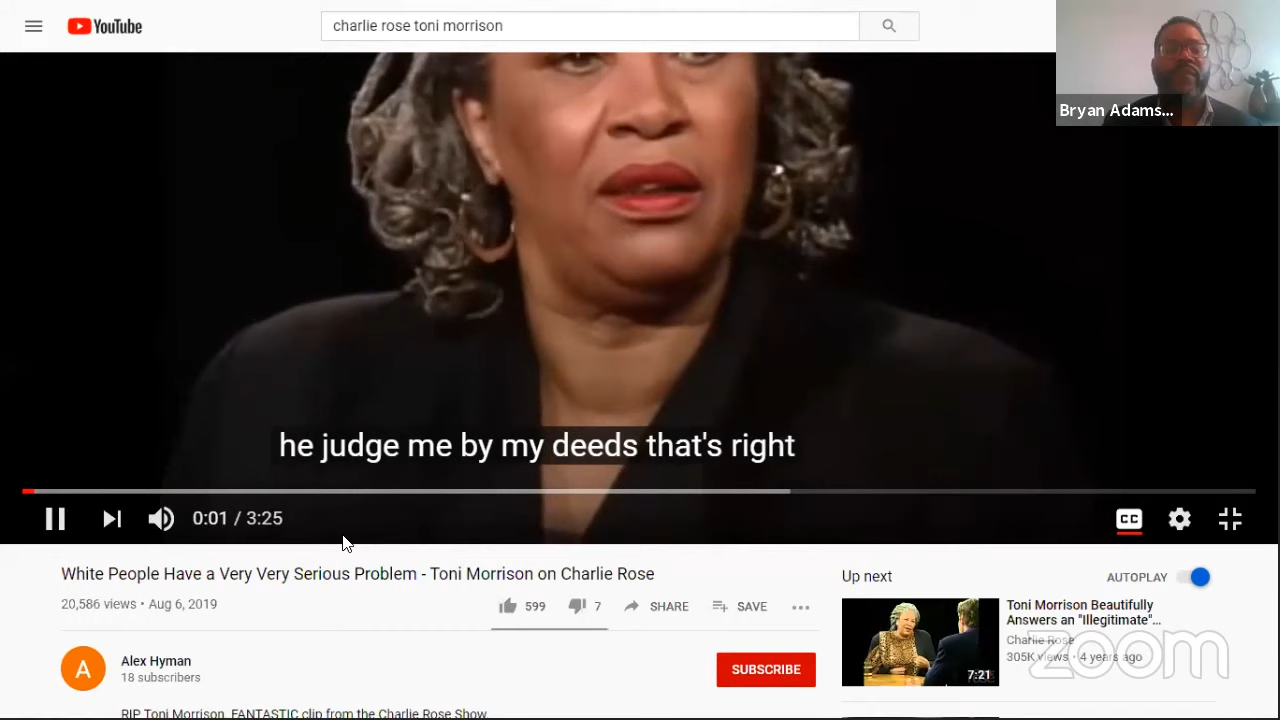 YouTube
charlie rose toni morrison
Bryan Adams...
he judge me by my deeds that's right
0:01 / 3:25
CC
White People Have a Very Very Serious Problem - Toni Morrison on Charlie Rose
20,586 views • Aug 6, 2019
599
7
SHARE
SAVE
Up next
AUTOPLAY
A
Alex Hyman
18 subscribers
SUBSCRIBE
Toni Morrison Beautifully
Answers an "Illegitimate"...
Charlie Rose
305K views • 4 years ago
7:21
zoom
RIP Toni Morrison. FANTASTIC clip from the Charlie Rose Show.